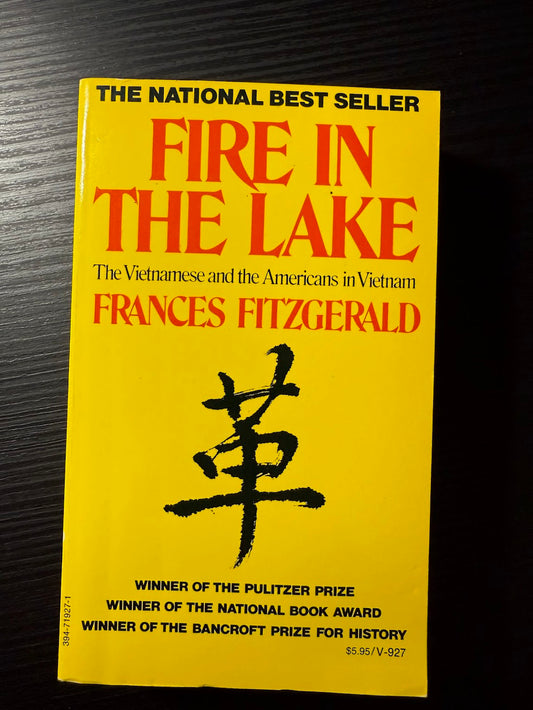 THE NATIONAL BEST SELLER
FIRE IN
THE LAKE
The Vietnamese and the Americans in Vietnam
FRANCES FITZGERALD
革
WINNER OF THE PULITZER PRIZE
WINNER OF THE NATIONAL BOOK AWARD
WINNER OF THE BANCROFT PRIZE FOR HISTORY
$5.95/V-927
394-71927-1